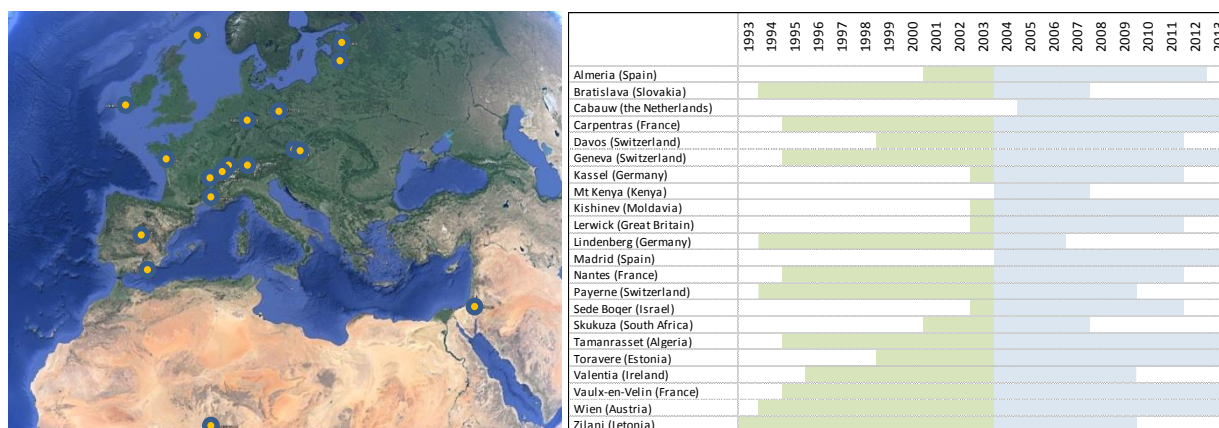 1993 1994 1995 1996 1997 1998 1999 2000 2001 2002 2003 2004 2005 2006 2007 2008 2009 2010 2011 2012
Almeria (Spain)
Bratislava (Slovakia)
Cabauw (the Netherlands)
Carpentras (France)
Davos (Switzerland)
Geneva (Switzerland)
Kassel (Germany)
Mt Kenya (Kenya)
Kishinev (Moldavia)
Lerwick (Great Britain)
Lindenberg (Germany)
Madrid (Spain)
Nantes (France)
Payerne (Switzerland)
Sede Boqer (Israel)
Skukuza (South Africa)
Tamanrasset (Algeria)
Toravere (Estonia)
Valentia (Ireland)
Vaulx-en-Velin (France)
Wien (Austria)
Zilani (Letonia)